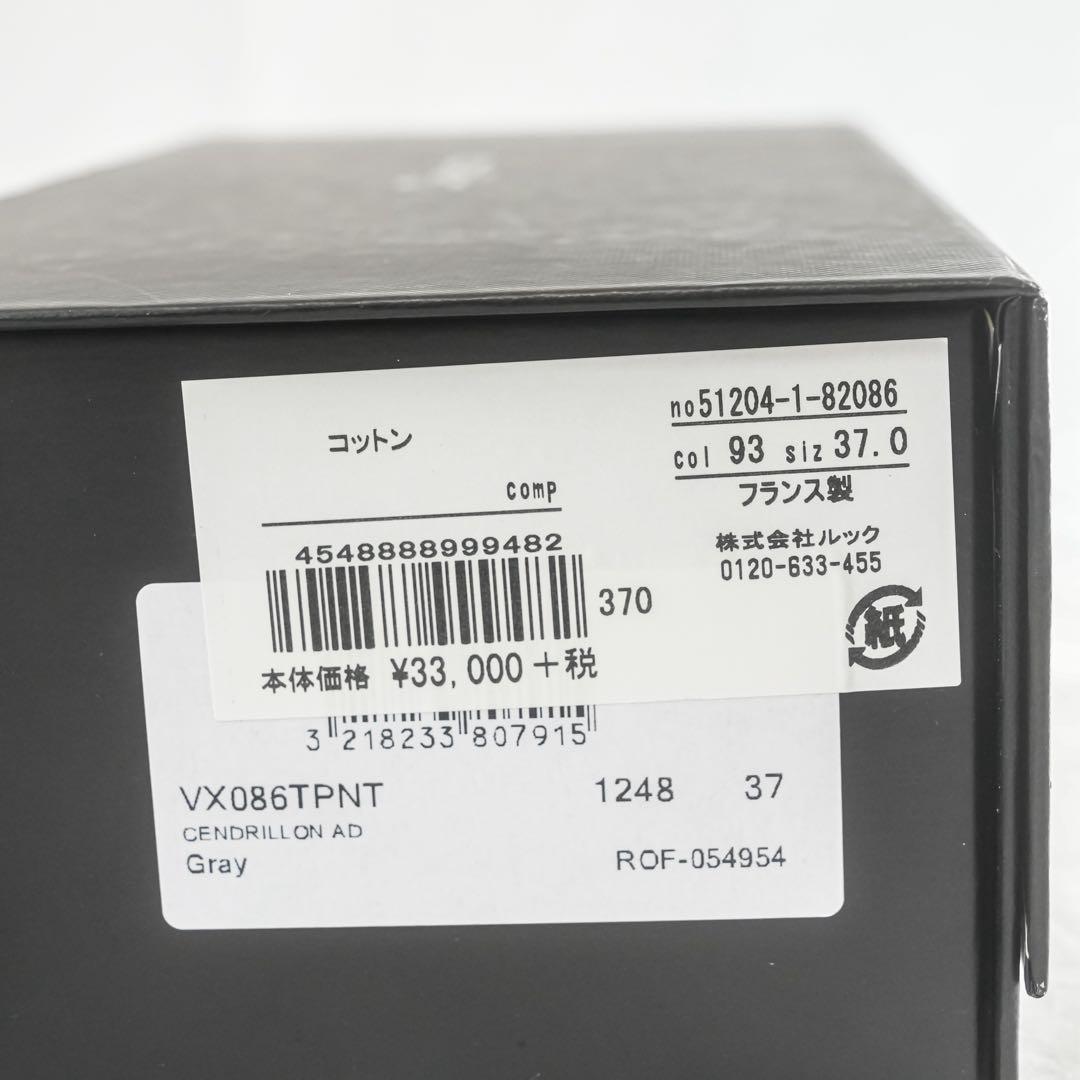 コットン
comp
4548888999482
370
本体価格 ¥33,000+税
no51204-1-82086
col 93 siz 37.0
フランス製
株式会社ルック
0120-633-455
紙
3 218233 807915
VX086TPNT 1248 37
CENDRILLON AD
Gray ROF-054954